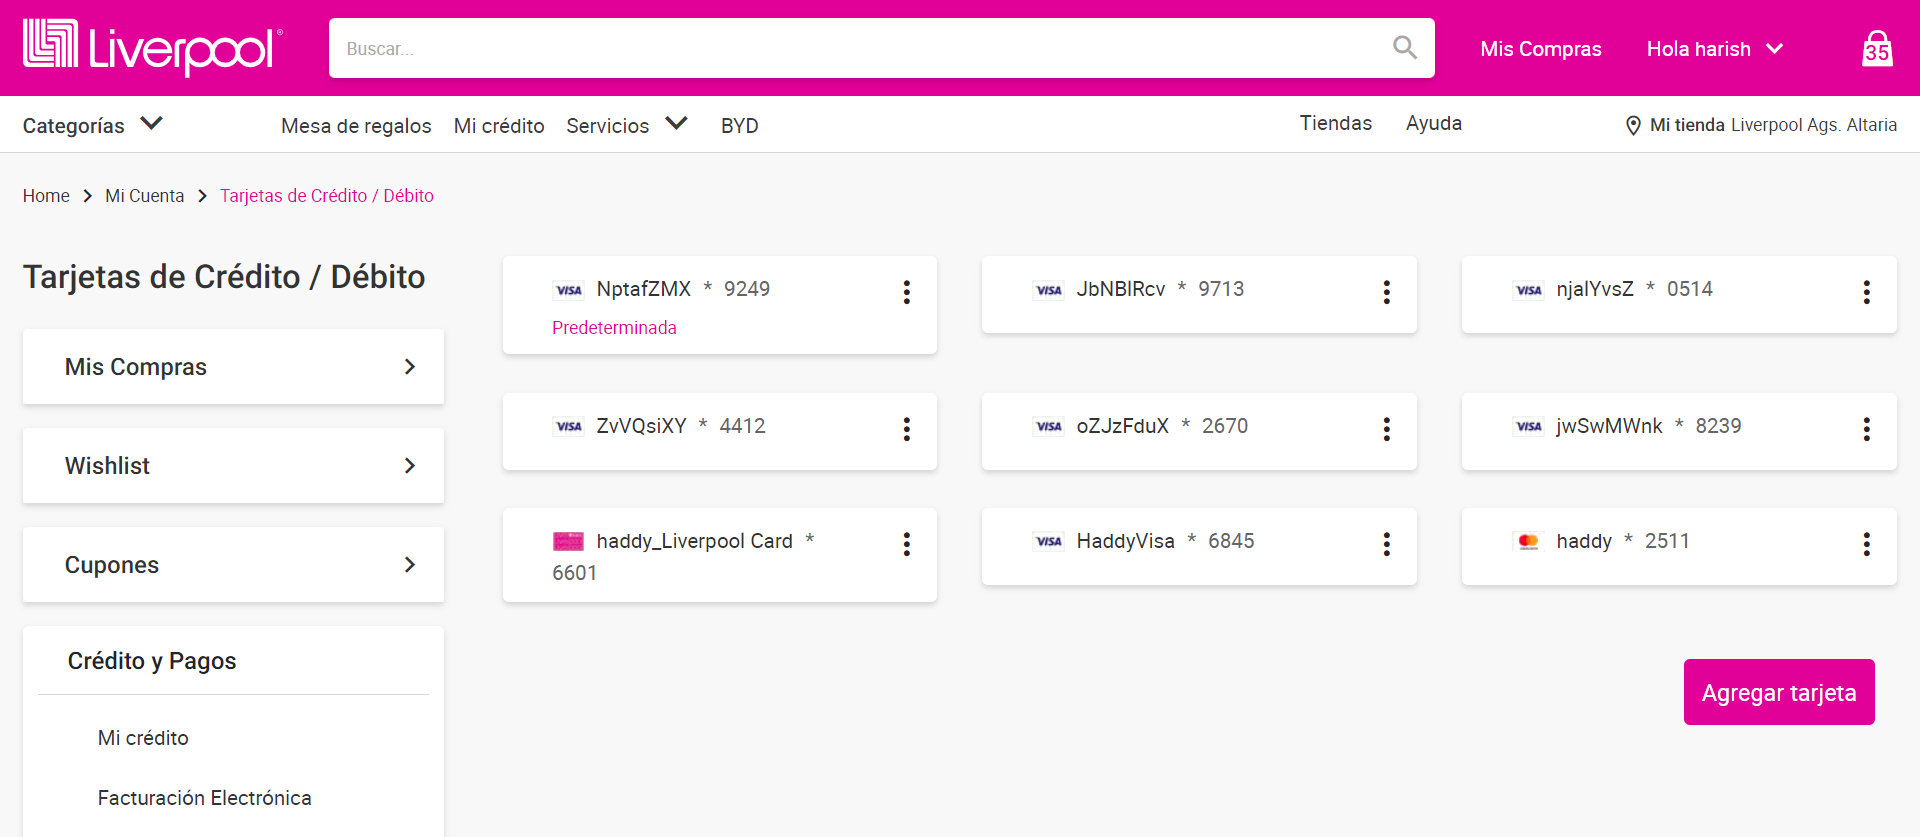 Liverpool®
Buscar...
Mis Compras
Hola harish
35
Categorías
Mesa de regalos
Mi crédito
Servicios
BYD
Tiendas
Ayuda
Mi tienda Liverpool Ags. Altaria
Home > Mi Cuenta > Tarjetas de Crédito / Débito
Tarjetas de Crédito / Débito
Mis Compras
Wishlist
Cupones
Crédito y Pagos
Mi crédito
Facturación Electrónica
VISA NptafZMX * 9249
Predeterminada
VISA JbNBlRcv * 9713
VISA njalYvsZ * 0514
VISA ZvVQsiXY * 4412
VISA oZJzFduX * 2670
VISA jwSwMWnk * 8239
haddy_Liverpool Card *
6601
VISA HaddyVisa * 6845
haddy * 2511
Agregar tarjeta